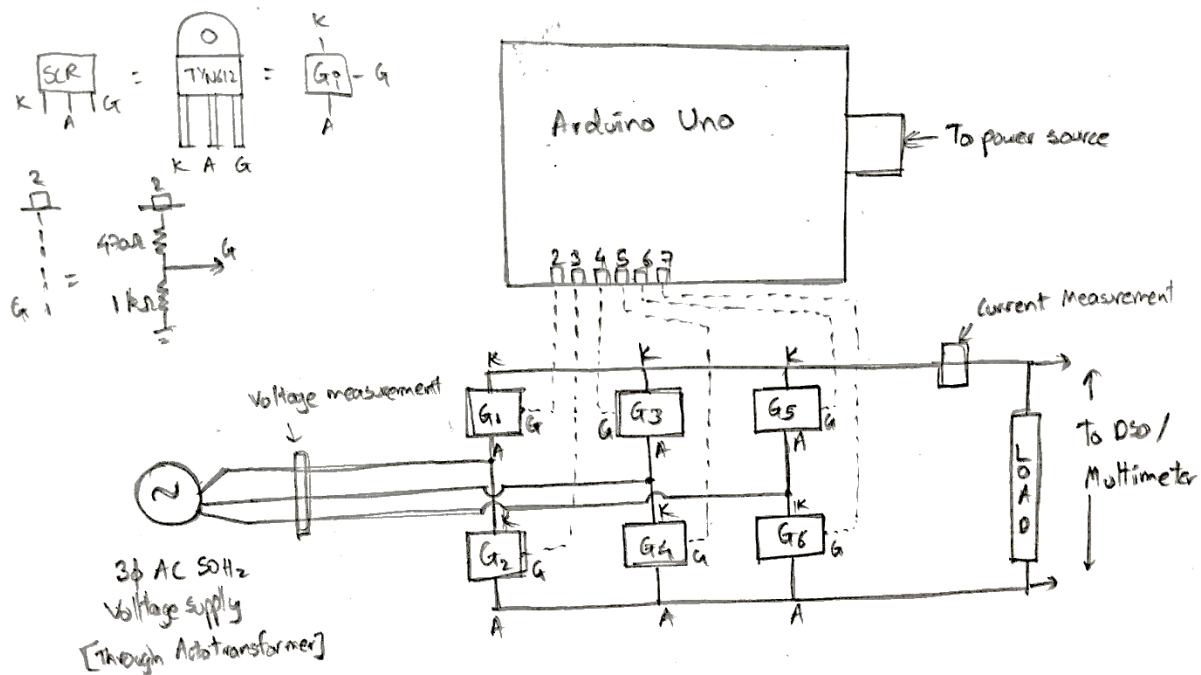 SCR
=
TYN612
=
K
Gi - G
A
K
A
G
K A G
2
2
470Ω
G
=
G
1kΩ
Arduino Uno
To power source
2 3 4 5 6 7
Current Measurement
Voltage measurement
K
K
K
G1
G
G
G3
G5
G
A
A
A
To DSO /
Multimeter
LOAD
K
K
K
G2
G
G4
G
G6
G
A
A
A
3ϕ AC 50Hz
Voltage supply
[Through Autotransformer]